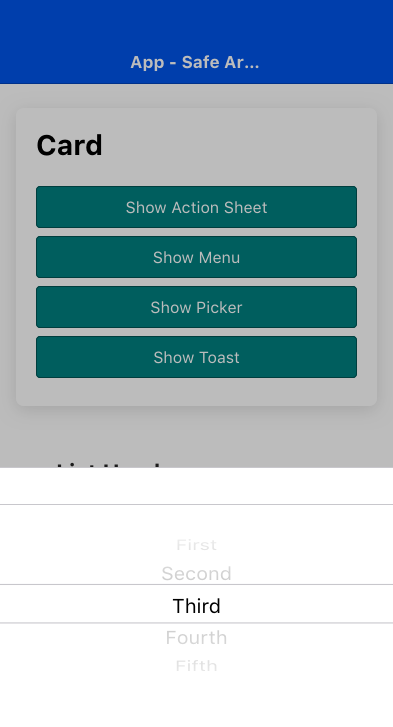 App - Safe Ar...
Card
Show Action Sheet
Show Menu
Show Picker
Show Toast
First
Second
Third
Fourth
Fifth